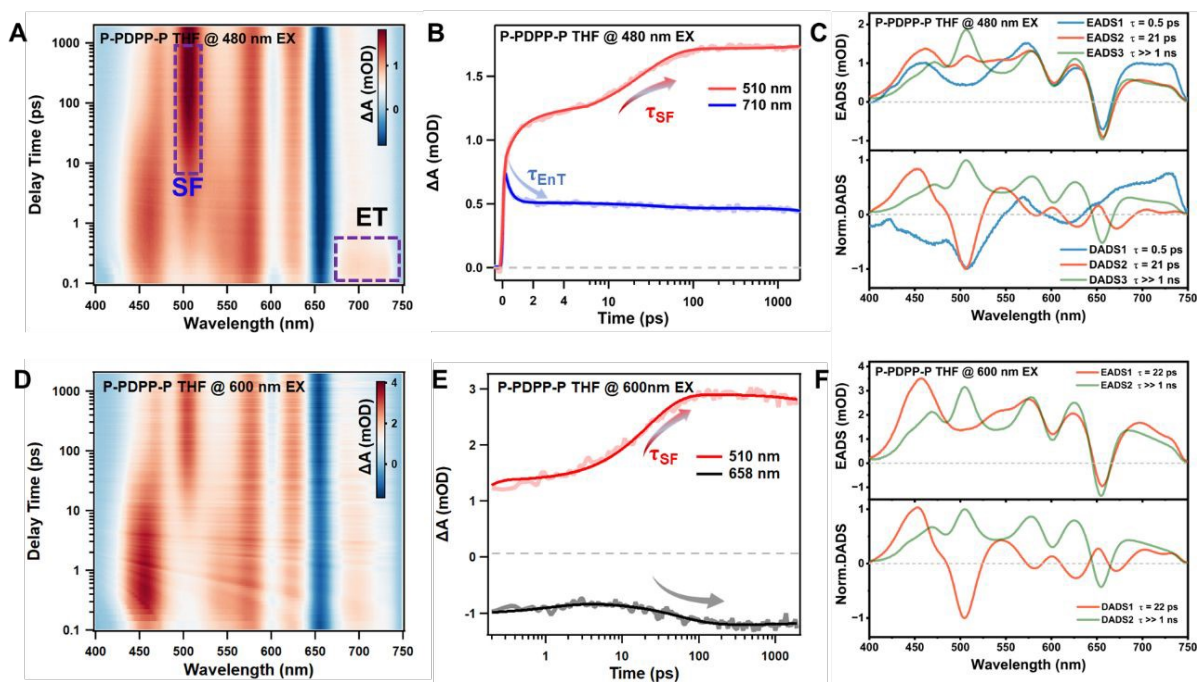 A
P-PDPP-P THF @ 480 nm EX
Delay Time (ps)
1000
100
10
1
0.1
1
0
ΔA (mOD)
SF
ET
400 450 500 550 600 650 700 750
Wavelength (nm)
B
P-PDPP-P THF @ 480 nm EX
ΔA (mOD)
1.5
1.0
0.5
0.0
510 nm
710 nm
τSF
τEnT
0 2 4 10 100 1000
Time (ps)
C
P-PDPP-P THF @ 480 nm EX
EADS1 τ = 0.5 ps
EADS2 τ = 21 ps
EADS3 τ >> 1 ns
EADS (mOD)
2
1
0
-1
Norm.DADS
1
0
-1
DADS1 τ = 0.5 ps
DADS2 τ = 21 ps
DADS3 τ >> 1 ns
400 450 500 550 600 650 700 750
Wavelength (nm)
D
P-PDPP-P THF @ 600 nm EX
Delay Time (ps)
1000
100
10
1
0.1
4
2
0
ΔA (mOD)
400 450 500 550 600 650 700 750
Wavelength (nm)
E
P-PDPP-P THF @ 600nm EX
ΔA (mOD)
3
2
1
0
-1
510 nm
658 nm
τSF
1 10 100 1000
Time (ps)
F
P-PDPP-P THF @ 600 nm EX
EADS1 τ = 22 ps
EADS2 τ >> 1 ns
EADS (mOD)
4
3
2
1
0
-1
Norm.DADS
1
0
-1
DADS1 τ = 22 ps
DADS2 τ >> 1 ns
400 450 500 550 600 650 700 750
Wavelength (nm)